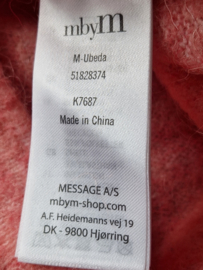 mbyM
M-Ubeda
51828374
K7687
Made in China
MESSAGE A/S
mbym-shop.com
A.F. Heidemanns vej 19
DK - 9800 Hjørring